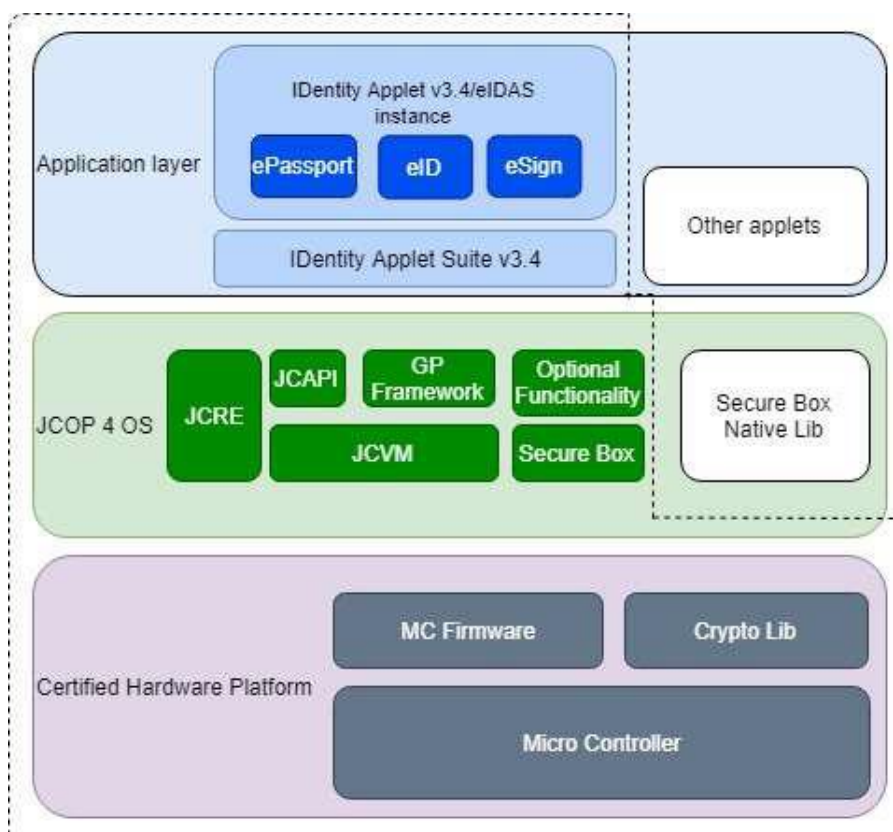 IDentity Applet v3.4/eIDAS
instance
Application layer
ePassport
eID
eSign
Other applets
IDentity Applet Suite v3.4
JCOP 4 OS
JCRE
JCAPI
GP
Framework
Optional
Functionality
JCVM
Secure Box
Secure Box
Native Lib
MC Firmware
Crypto Lib
Certified Hardware Platform
Micro Controller